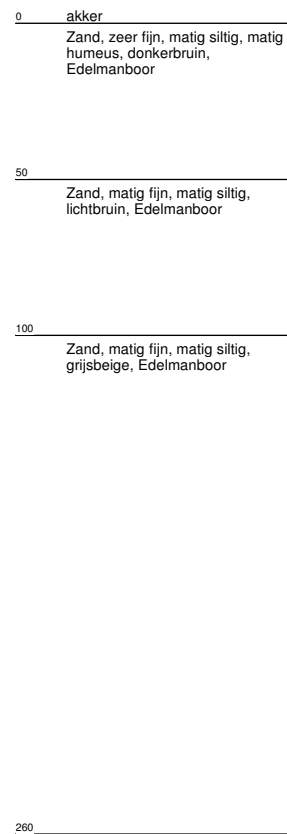 0 akker
Zand, zeer fijn, matig siltig, matig
humeus, donkerbruin,
Edelmanboor
50
Zand, matig fijn, matig siltig,
lichtbruin, Edelmanboor
100
Zand, matig fijn, matig siltig,
grijsbeige, Edelmanboor
260